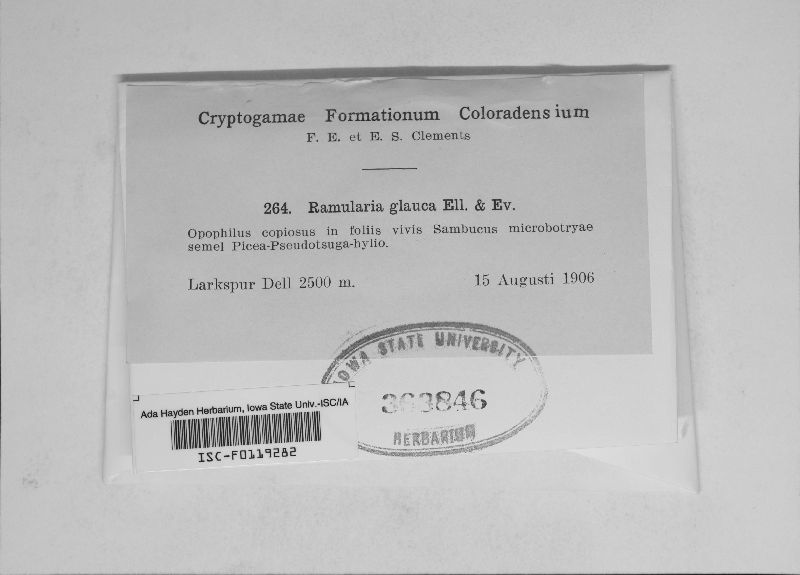 Cryptogamae Formationum Coloradensium
F. E. et E. S. Clements
264. Ramularia glauca Ell. & Ev.
Opophilus copiosus in foliis vivis Sambucus microbotryae
semel Picea-Pseudotsuga-hylio.
Larkspur Dell 2500 m. 15 Augusti 1906
IOWA STATE UNIVERSITY
363846
HERBARIUM
Ada Hayden Herbarium, Iowa State Univ.-ISC/IA
ISC-F0119282